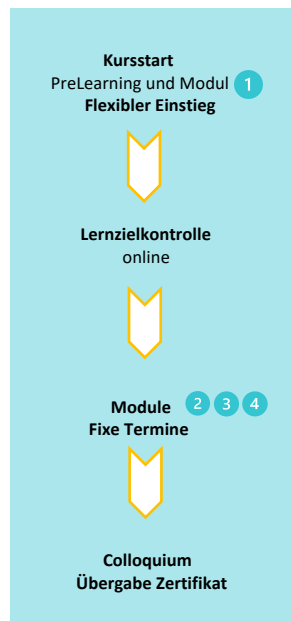 Kursstart
PreLearning und Modul 1
Flexibler Einstieg
Lernzielkontrolle
online
Module 2 3 4
Fixe Termine
Colloquium
Übergabe Zertifikat